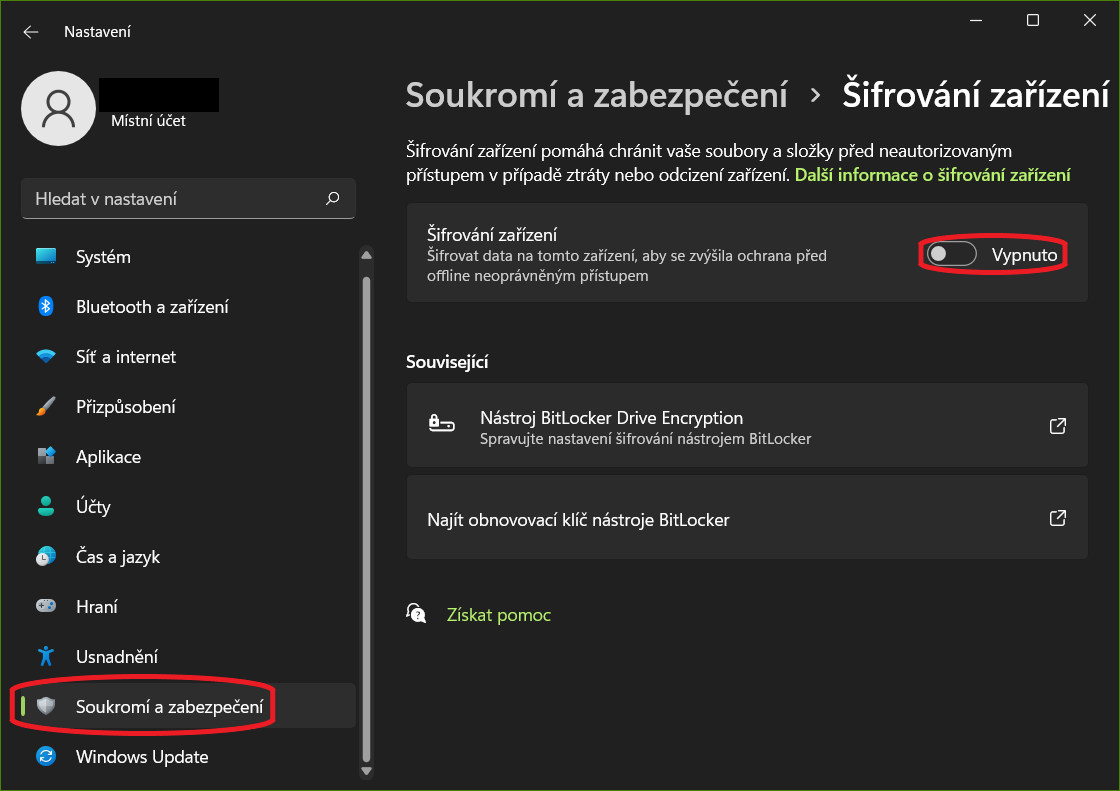 Nastavení
Místní účet
Hledat v nastavení
Systém
Bluetooth a zařízení
Síť a internet
Přizpůsobení
Aplikace
Účty
Čas a jazyk
Hraní
Usnadnění
Soukromí a zabezpečení
Windows Update
Soukromí a zabezpečení › Šifrování zařízení
Šifrování zařízení pomáhá chránit vaše soubory a složky před neautorizovaným
přístupem v případě ztráty nebo odcizení zařízení. Další informace o šifrování zařízení
Šifrování zařízení
Šifrovat data na tomto zařízení, aby se zvýšila ochrana před
offline neoprávněným přístupem
Vypnuto
Související
Nástroj BitLocker Drive Encryption
Spravujte nastavení šifrování nástrojem BitLocker
Najít obnovovací klíč nástroje BitLocker
Získat pomoc